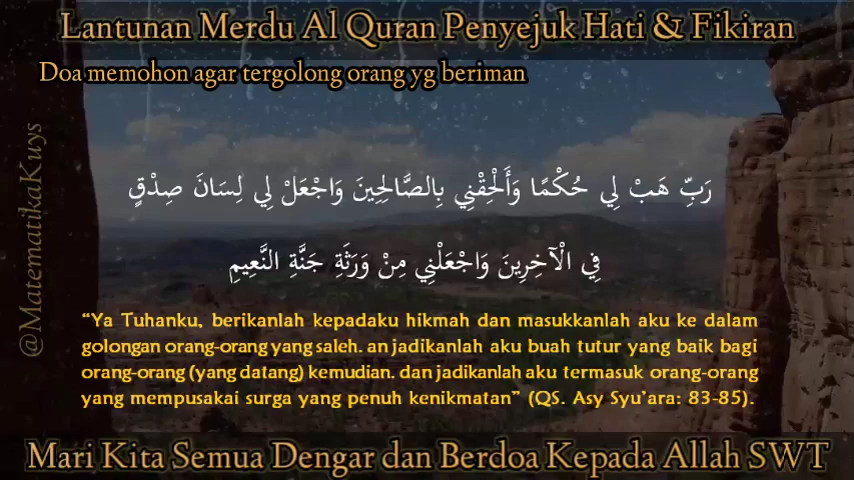 Lantunan Merdu Al Quran Penyejuk Hati & Fikiran
Doa memohon agar tergolong orang yg beriman
@MatematikaKuys
رَبِّ هَبْ لِي حُكْمًا وَأَلْحِقْنِي بِالصَّالِحِينَ وَاجْعَلْ لِي لِسَانَ صِدْقٍ
فِي الْآخِرِينَ وَاجْعَلْنِي مِنْ وَرَثَةِ جَنَّةِ النَّعِيمِ
“Ya Tuhanku, berikanlah kepadaku hikmah dan masukkanlah aku ke dalam
golongan orang-orang yang saleh. an jadikanlah aku buah tutur yang baik bagi
orang-orang (yang datang) kemudian. dan jadikanlah aku termasuk orang-orang
yang mempusakai surga yang penuh kenikmatan” (QS. Asy Syu’ara: 83-85).
Mari Kita Semua Dengar dan Berdoa Kepada Allah SWT